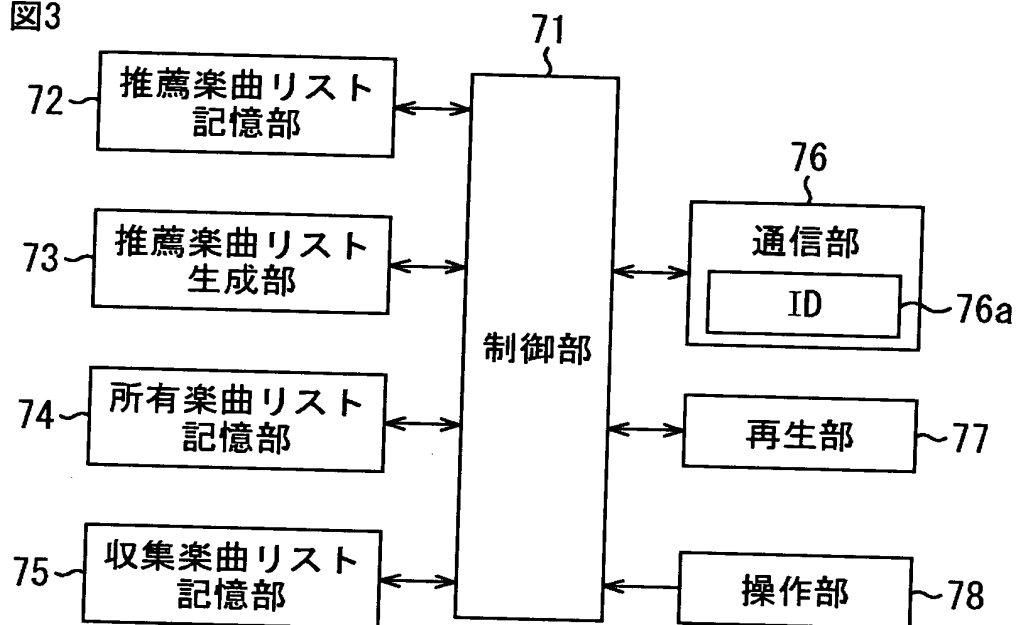 図3
71
72
推薦楽曲リスト
記憶部
73
推薦楽曲リスト
生成部
74
所有楽曲リスト
記憶部
75
収集楽曲リスト
記憶部
制御部
76
通信部
ID
76a
再生部
77
操作部
78